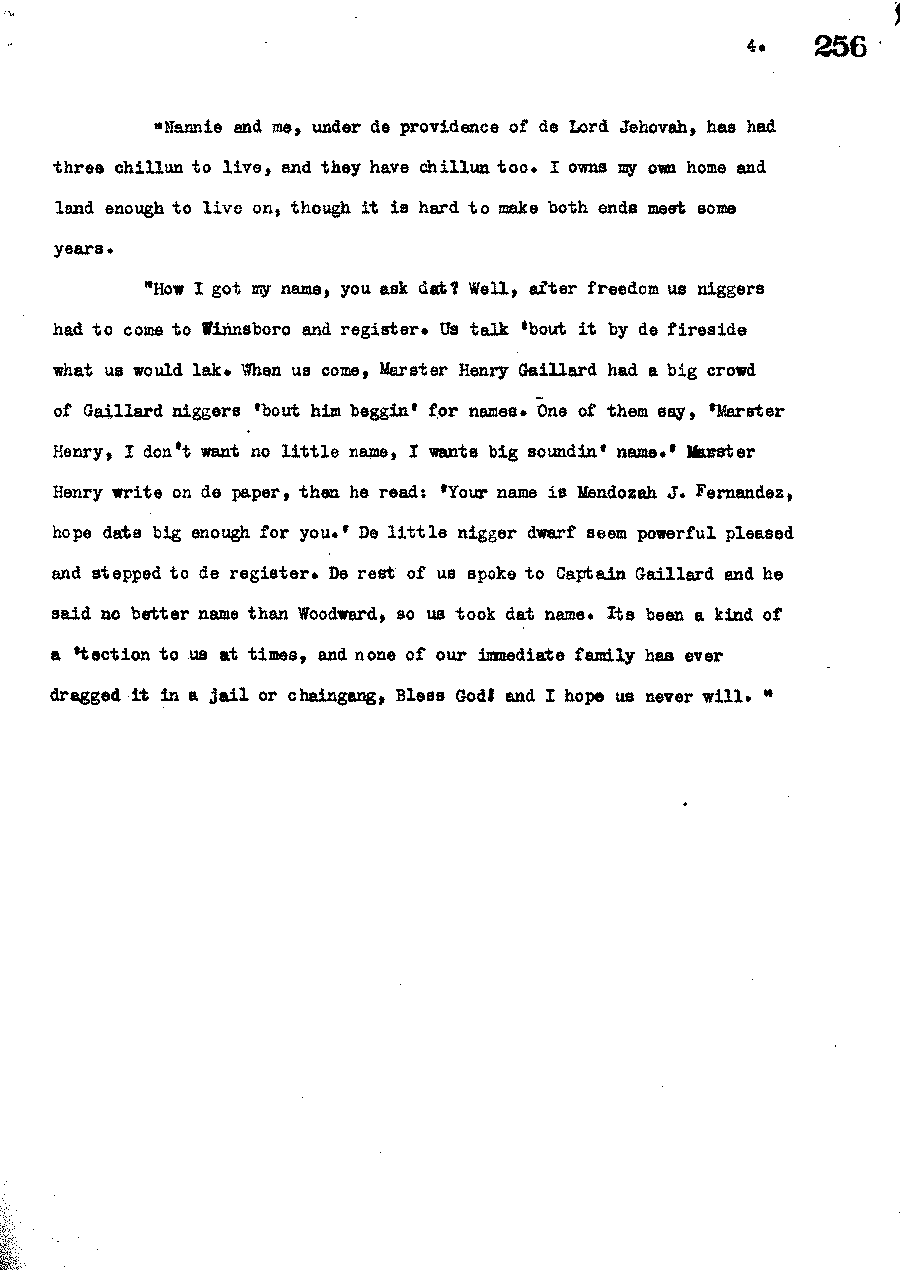 4. 256
"Nannie and me, under de providence of de Lord Jehovah, has had
three chillun to live, and they have chillun too. I owns my own home and
land enough to live on, though it is hard to make both ends meet some
years.
"How I got my name, you ask dat? Well, after freedom us niggers
had to come to Winnsboro and register. Us talk 'bout it by de fireside
what us would lak. When us come, Marster Henry Gaillard had a big crowd
of Gaillard niggers 'bout him beggin' for names. One of them say, 'Marster
Henry, I don't want no little name, I wants big soundin' name.' Marster
Henry write on de paper, then he read: 'Your name is Mendozah J. Fernandez,
hope dats big enough for you.' De little nigger dwarf seem powerful pleased
and stepped to de register. De rest of us spoke to Captain Gaillard and he
said no better name than Woodward, so us took dat name. Its been a kind of
a 'tection to us at times, and none of our immediate family has ever
dragged it in a jail or chaingang, Bless God! and I hope us never will. "